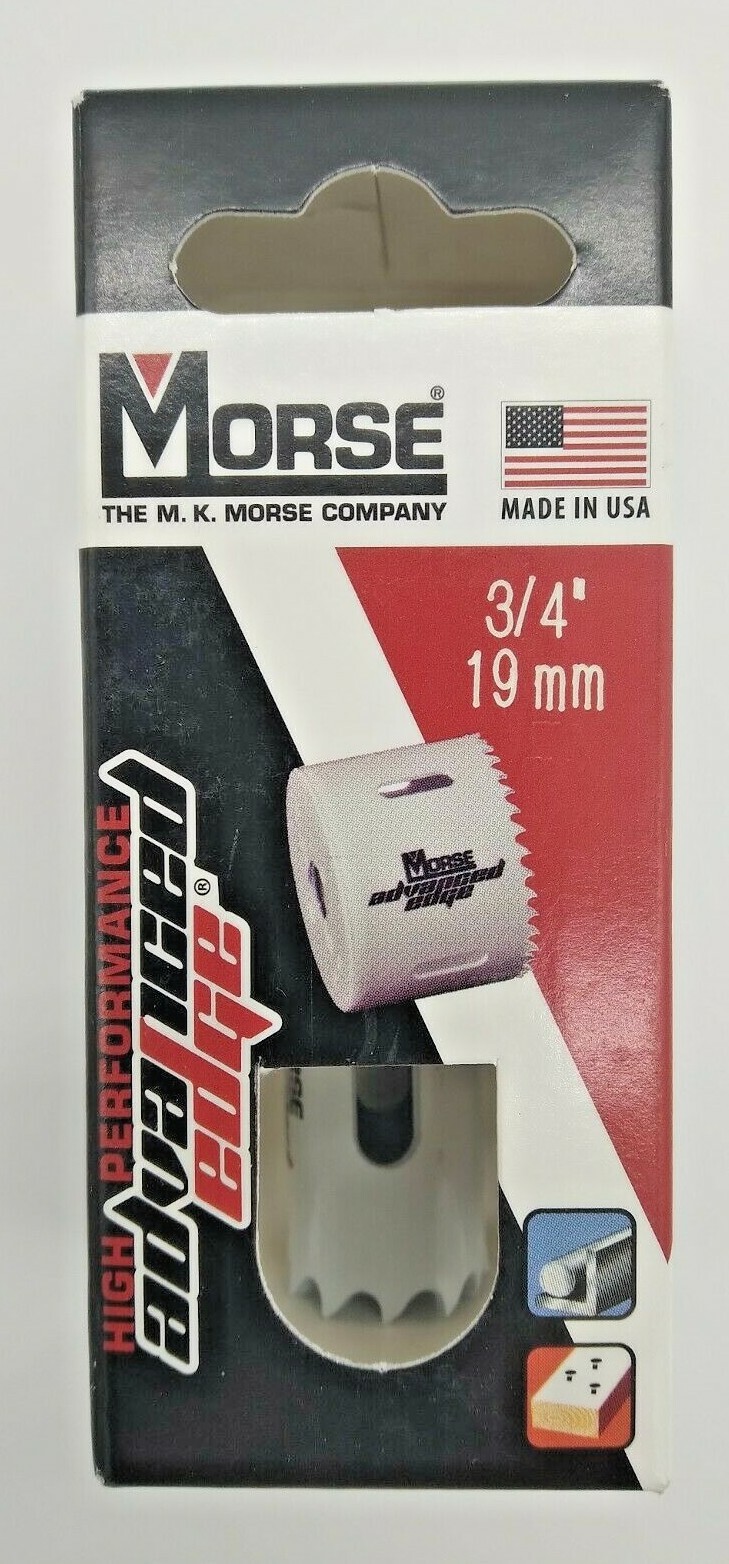 MORSE®
THE M. K. MORSE COMPANY
MADE IN USA
3/4"
19 mm
HIGH PERFORMANCE
advanced
edge®
MORSE
advanced
edge